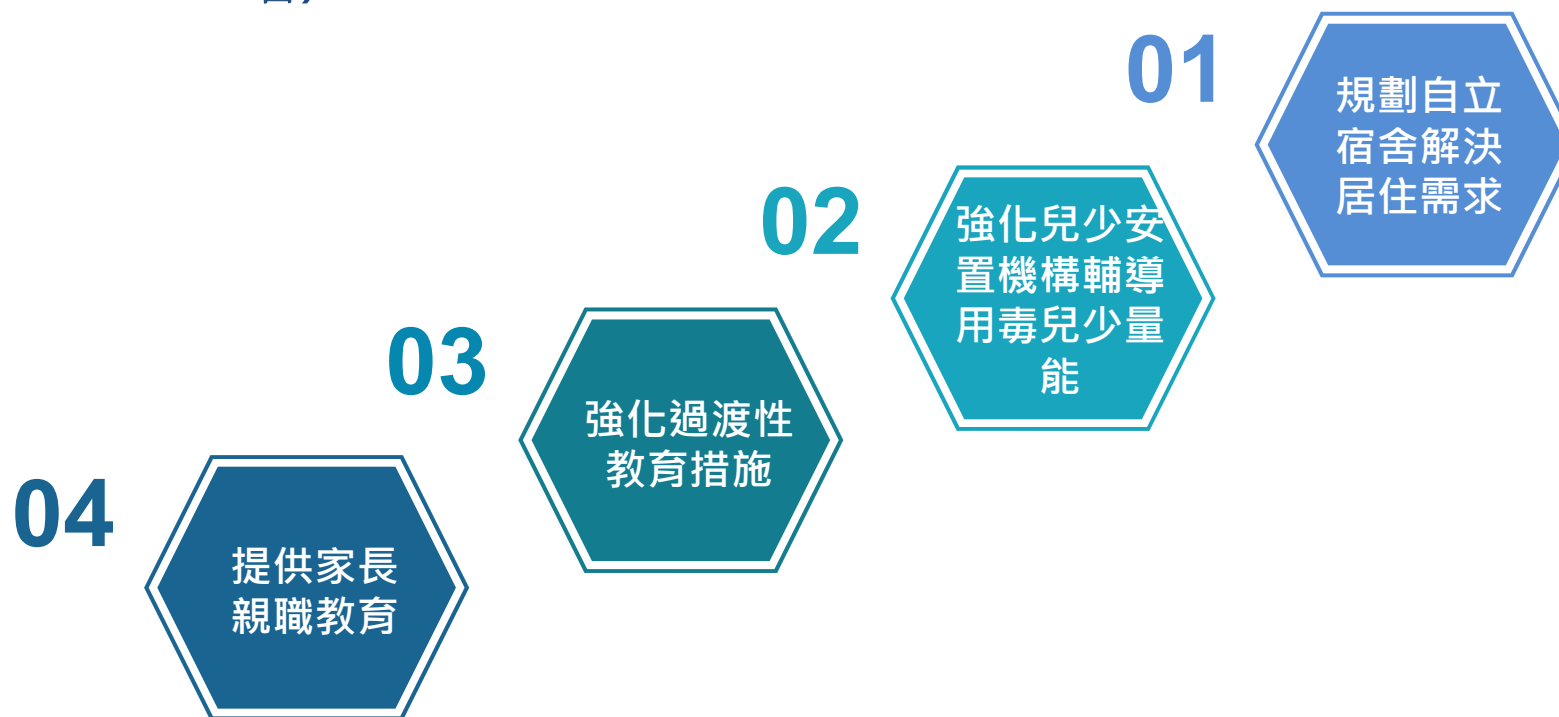 01
規劃自立
宿舍解決
居住需求
02
強化兒少安
置機構輔導
用毒兒少量
能
03
強化過渡性
教育措施
04
提供家長
親職教育